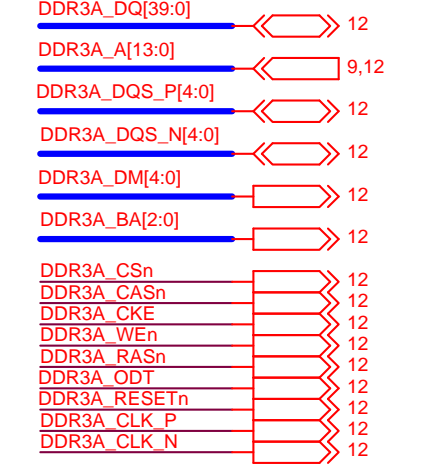 DDR3A_DQ[39:0] 12
DDR3A_A[13:0] 9,12
DDR3A_DQS_P[4:0] 12
DDR3A_DQS_N[4:0] 12
DDR3A_DM[4:0] 12
DDR3A_BA[2:0] 12
DDR3A_CSn 12
DDR3A_CASn 12
DDR3A_CKE 12
DDR3A_WEn 12
DDR3A_RASn 12
DDR3A_ODT 12
DDR3A_RESETn 12
DDR3A_CLK_P 12
DDR3A_CLK_N 12